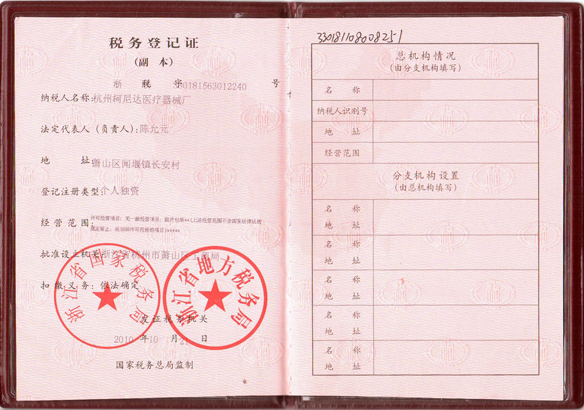 税务登记证
(副 本)
浙 税 字 330181563012240 号
纳税人名称:杭州柯尼达医疗器械厂
法定代表人(负责人):陈允元
地 址 萧山区闻堰镇长安村
登记注册类型 个人独资
经营范围
批准设立机关 浙江省杭州市萧山区工商局
扣缴义务:依法确定
浙江省国家税务局
浙江省地方税务局
发证税务机关
2010 年 10 月 日
国家税务总局监制
330181108008251
总机构情况
(由分支机构填写)
名 称
纳税人识别号
地 址
经营范围
分支机构设置
(由总机构填写)
名 称
地 址
名 称
地 址
名 称
地 址
名 称
地 址
名 称
地 址